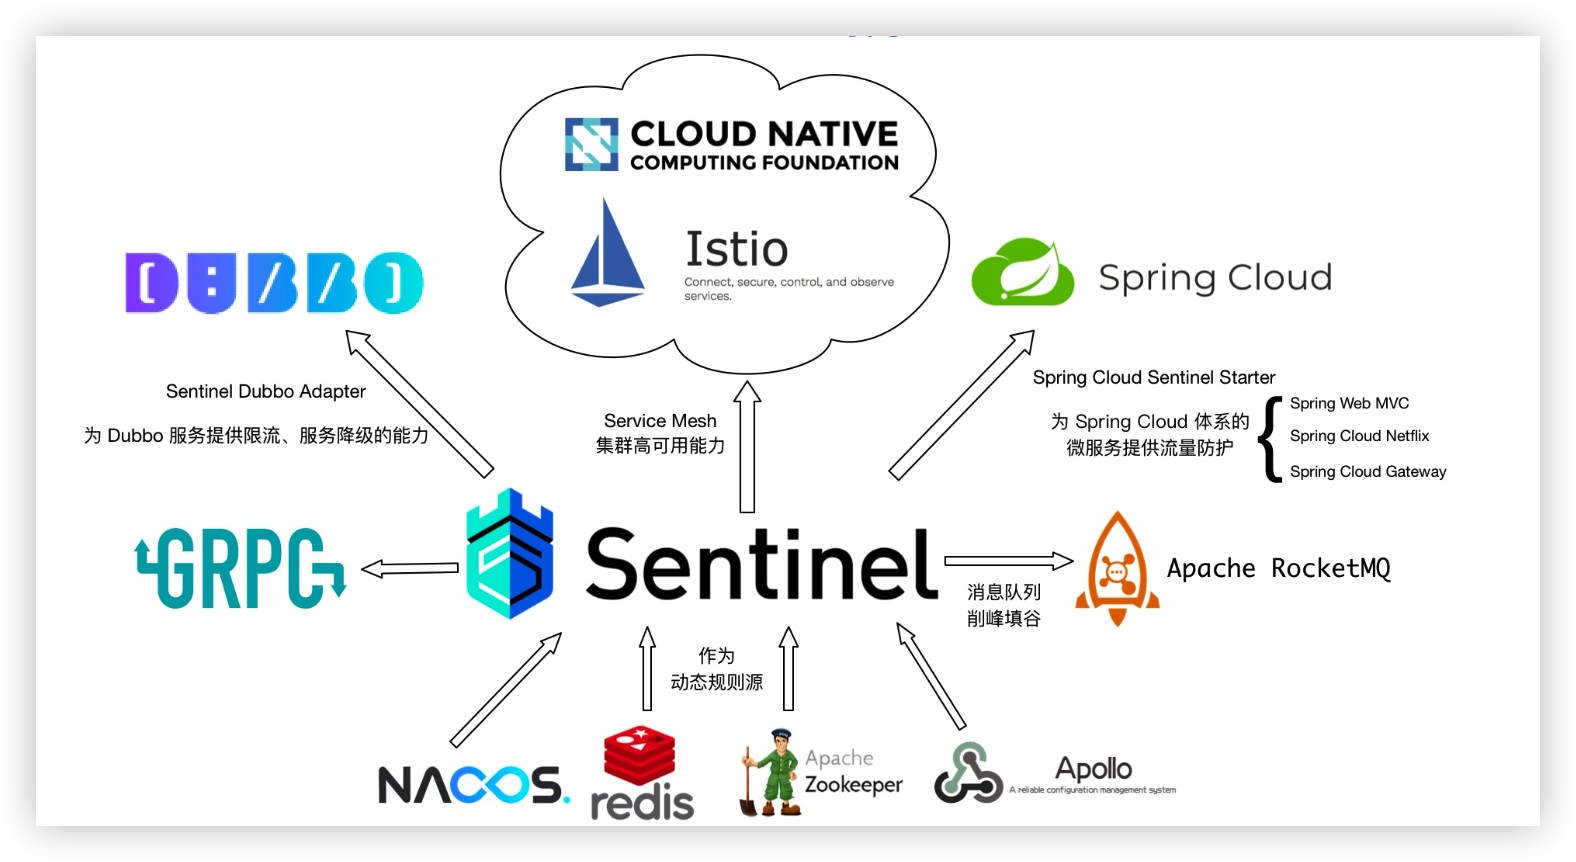 CLOUD NATIVE
COMPUTING FOUNDATION
Istio
Connect, secure, control, and observe
services.
DUBBO
Spring Cloud
Sentinel Dubbo Adapter
为 Dubbo 服务提供限流、服务降级的能力
Service Mesh
集群高可用能力
Spring Cloud Sentinel Starter
为 Spring Cloud 体系的
微服务提供流量防护
Spring Web MVC
Spring Cloud Netflix
Spring Cloud Gateway
GRPC
Sentinel
消息队列
削峰填谷
Apache RocketMQ
作为
动态规则源
NACOS.
redis
Apache
Zookeeper
Apollo
A reliable configuration management system